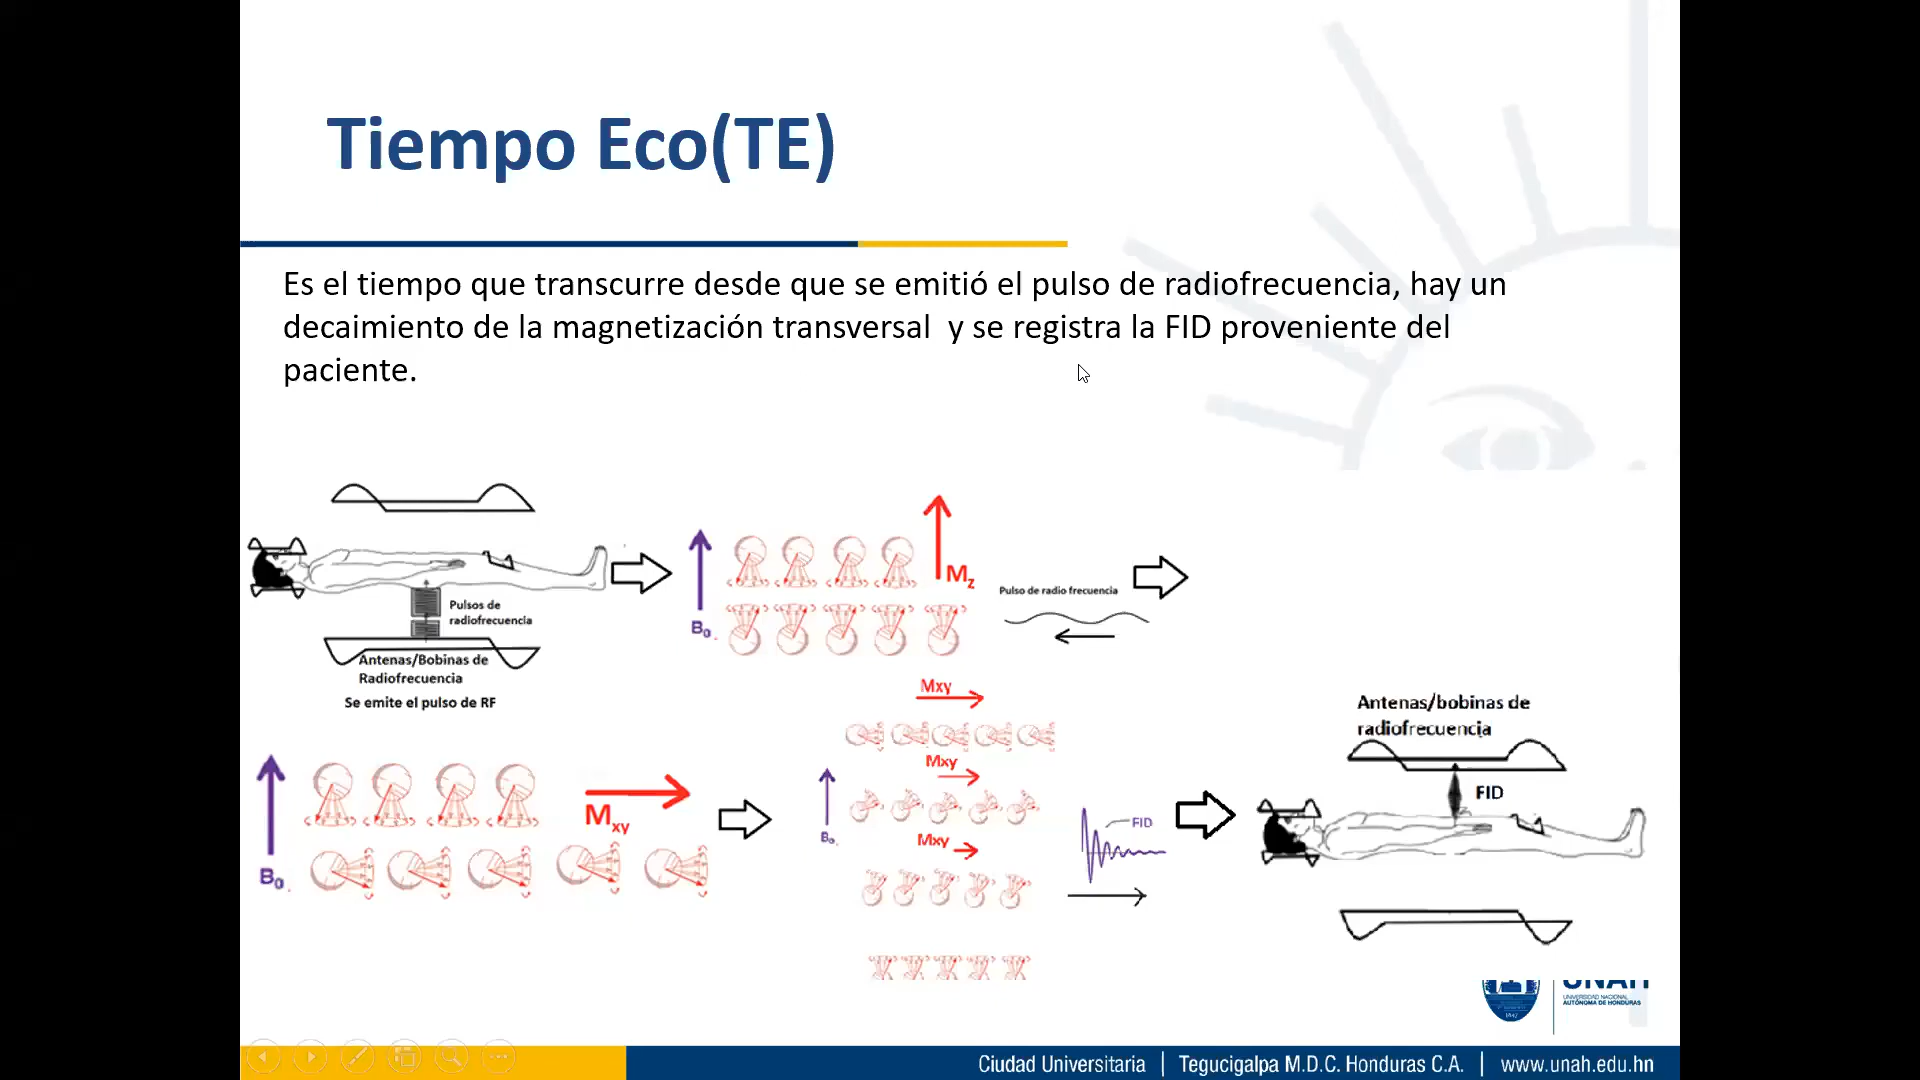 Tiempo Eco(TE)
Es el tiempo que transcurre desde que se emitió el pulso de radiofrecuencia, hay un
decaimiento de la magnetización transversal y se registra la FID proveniente del
paciente.
Pulsos de
radiofrecuencia
Antenas/Bobinas de
Radiofrecuencia
Se emite el pulso de RF
B₀.
Mz
Pulso de radio frecuencia
B₀.
Mxy
Mxy
Mxy
Mxy
B₀.
FID
Antenas/bobinas de
radiofrecuencia
FID
UNAH
UNIVERSIDAD NACIONAL
AUTÓNOMA DE HONDURAS
Ciudad Universitaria | Tegucigalpa M.D.C. Honduras C.A. | www.unah.edu.hn